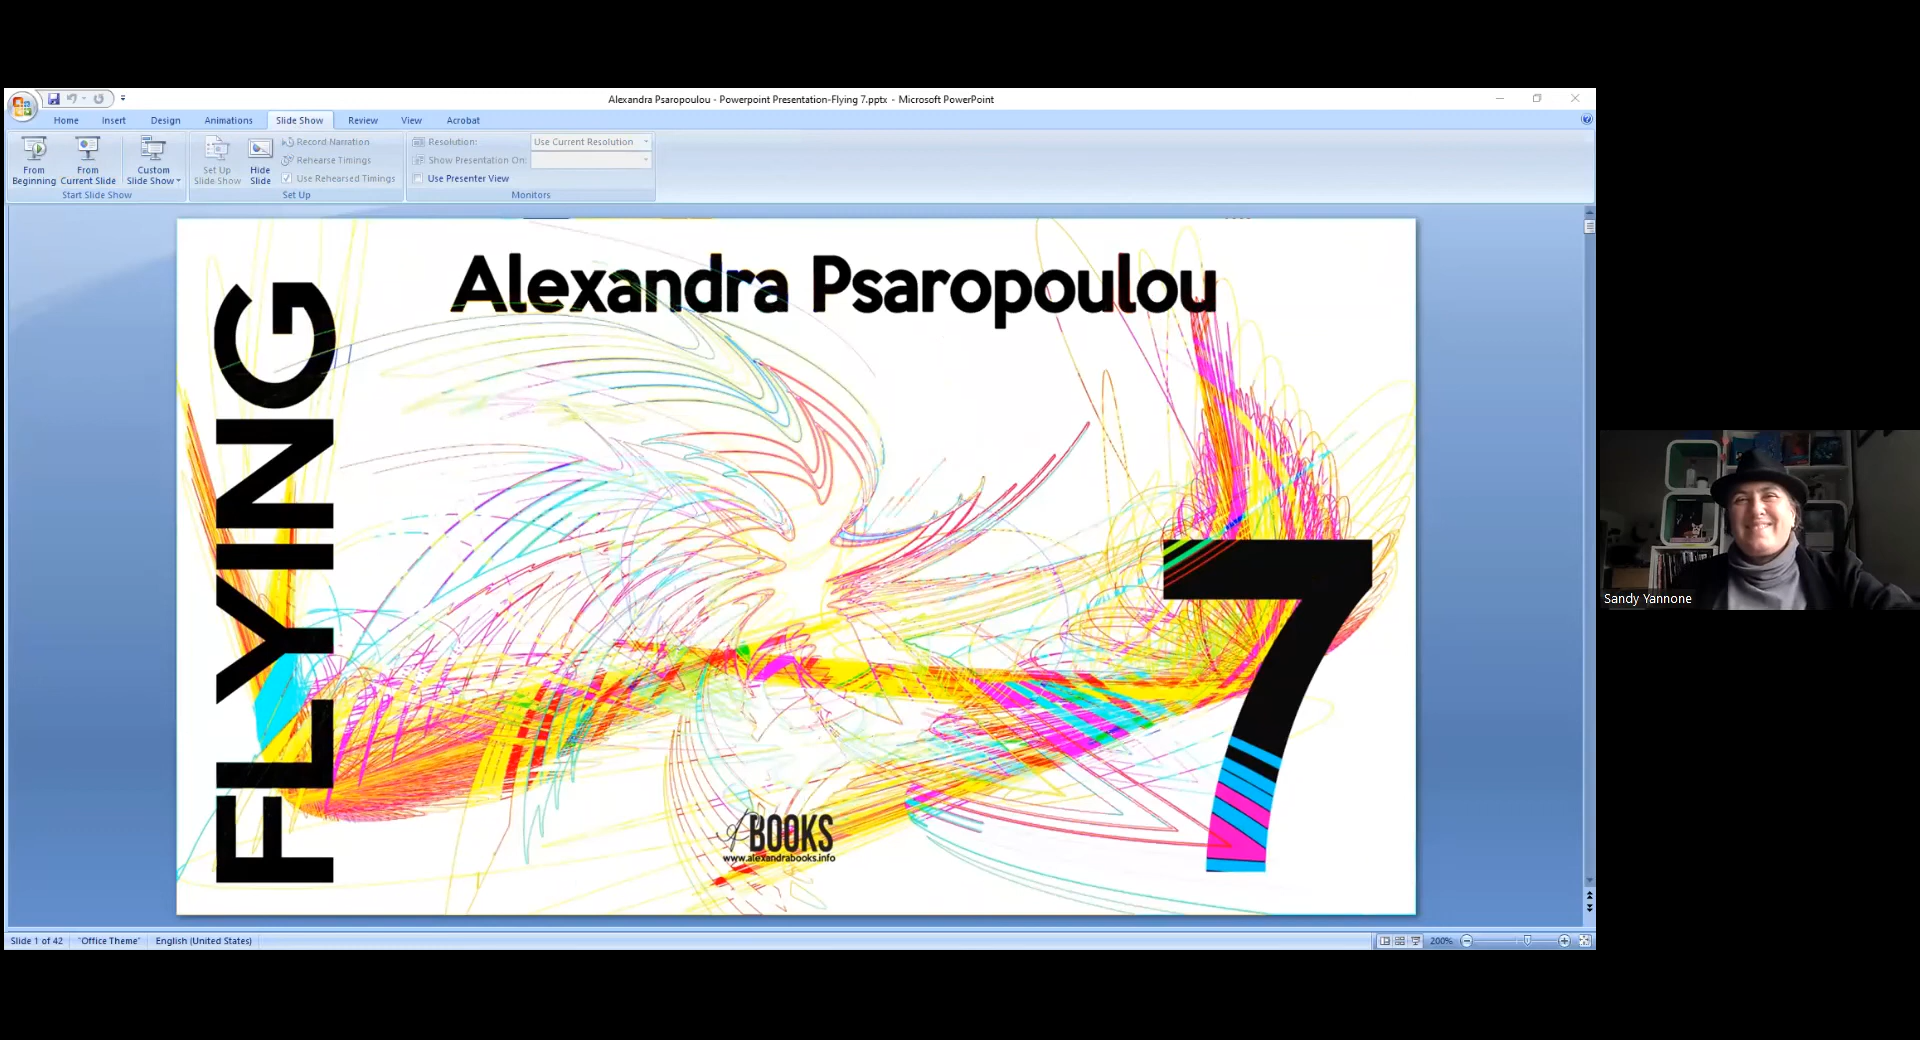 Alexandra Psaropoulou - Powerpoint Presentation-Flying 7.pptx - Microsoft PowerPoint
Home Insert Design Animations Slide Show Review View Acrobat
From Beginning
From Current Slide
Custom Slide Show
Start Slide Show
Set Up Slide Show
Hide Slide
Record Narration
Rehearse Timings
Use Rehearsed Timings
Set Up
Resolution: Use Current Resolution
Show Presentation On:
Use Presenter View
Monitors
Alexandra Psaropoulou
FLYING
7
BOOKS
www.alexandrabooks.info
Sandy Yannone
Slide 1 of 42 "Office Theme" English (United States) 200%